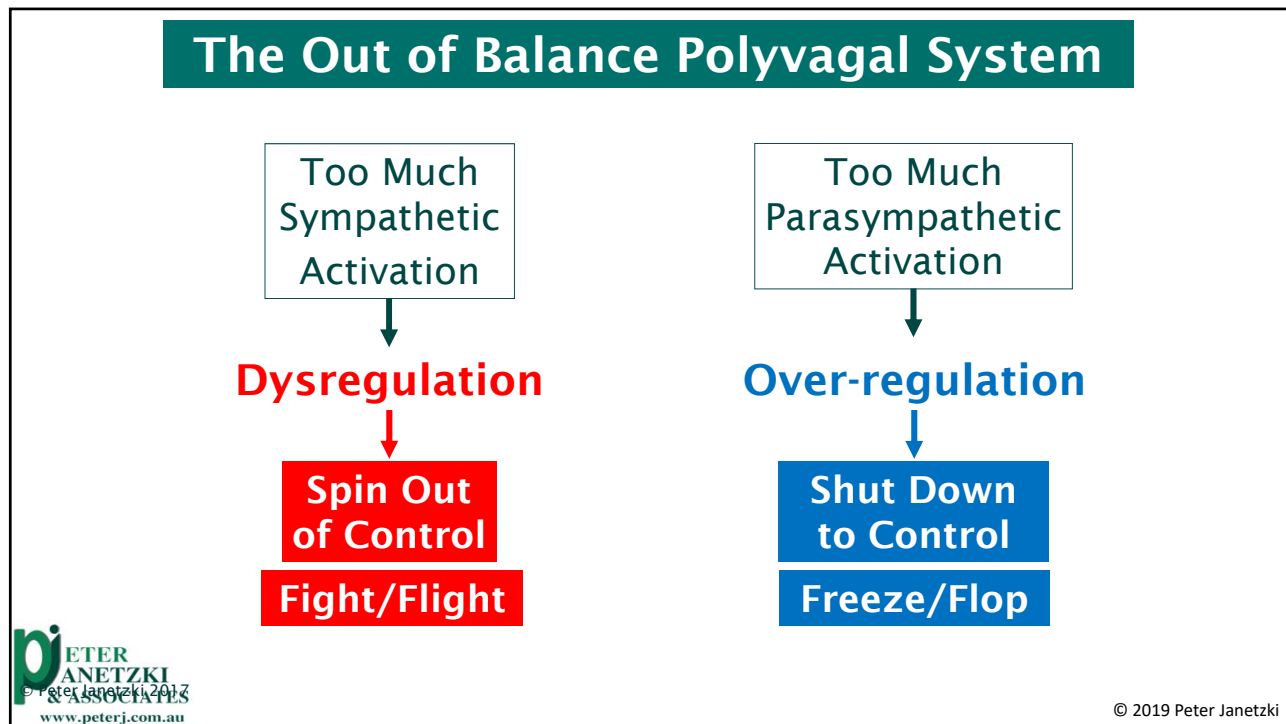 The Out of Balance Polyvagal System
Too Much
Sympathetic
Activation
Dysregulation
Spin Out
of Control
Fight/Flight
Too Much
Parasympathetic
Activation
Over-regulation
Shut Down
to Control
Freeze/Flop
PETER
JANETZKI
& ASSOCIATES
© Peter Janetzki 2017
www.peterj.com.au
© 2019 Peter Janetzki